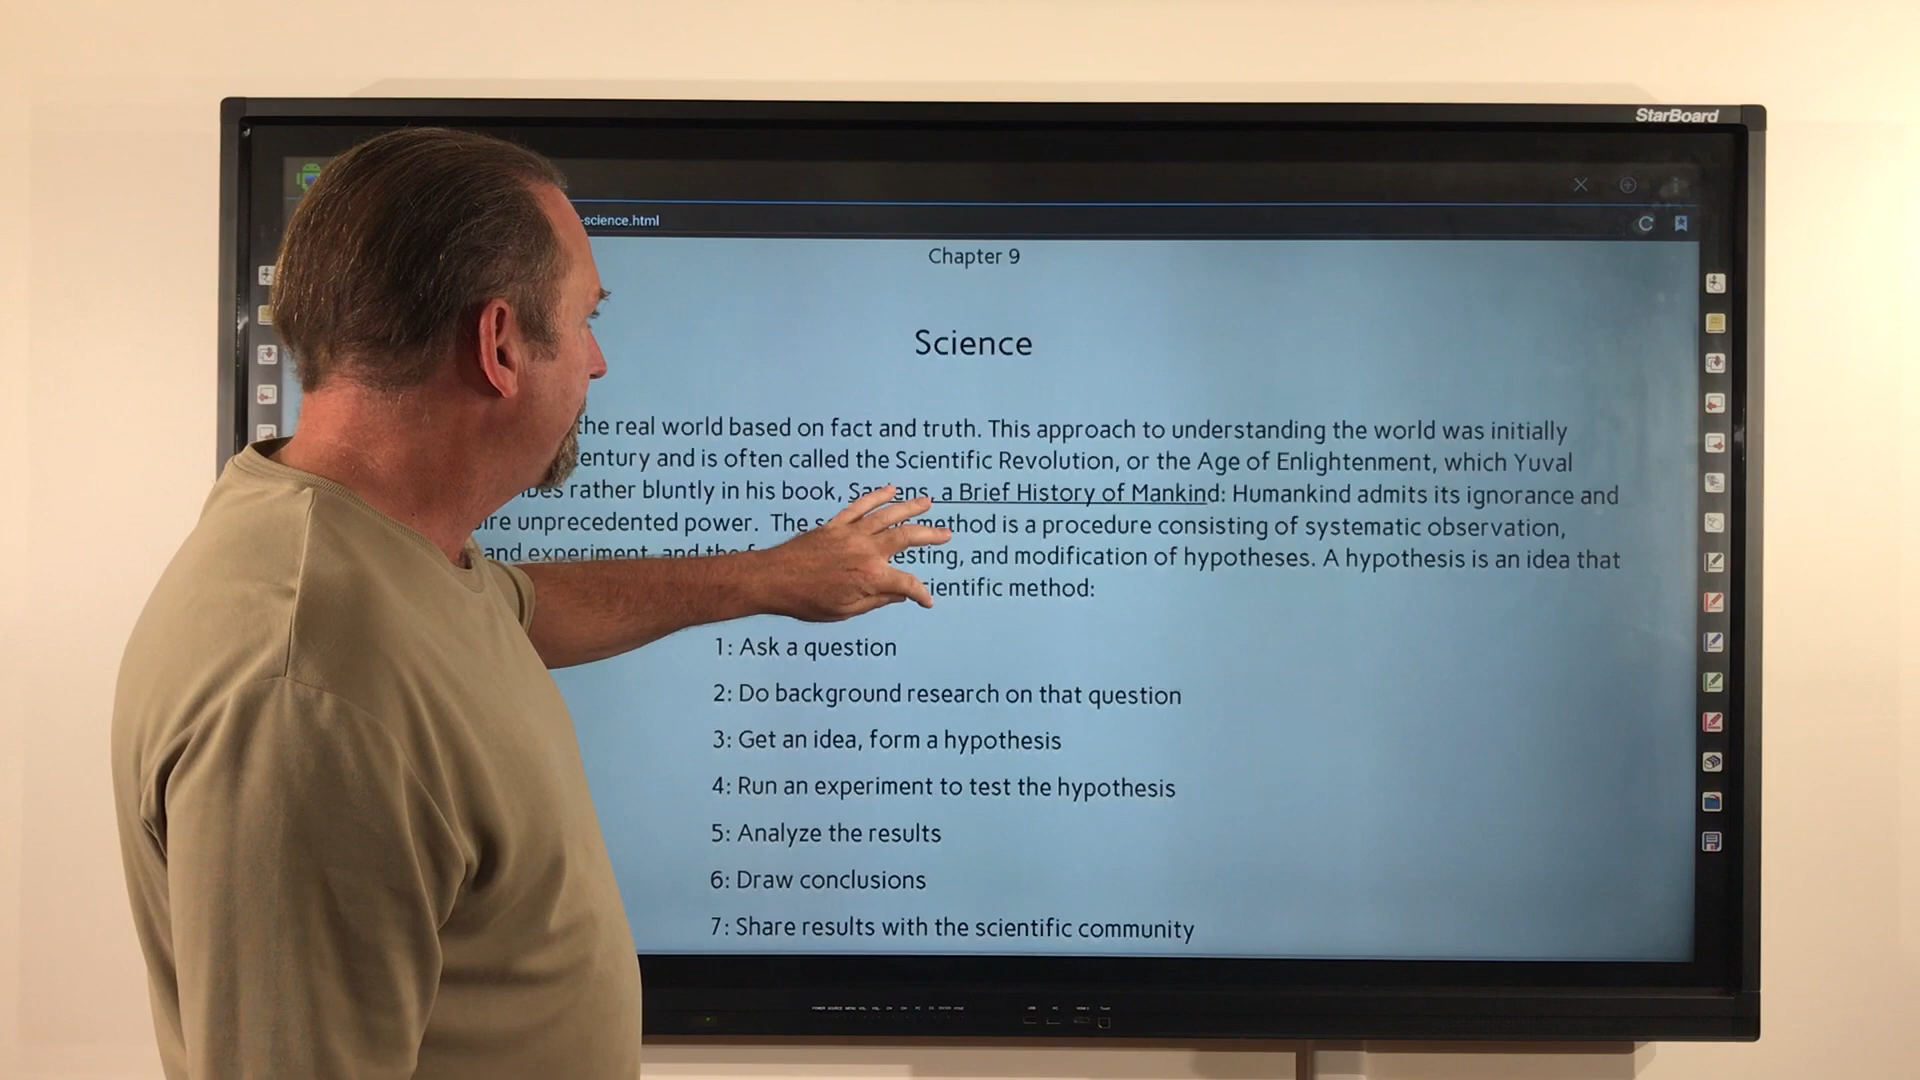 StarBoard
-science.html
Chapter 9
Science
the real world based on fact and truth. This approach to understanding the world was initially
entury and is often called the Scientific Revolution, or the Age of Enlightenment, which Yuval
rather bluntly in his book, Sapiens, a Brief History of Mankind: Humankind admits its ignorance and
unprecedented power. The method is a procedure consisting of systematic observation,
and experiment, and the esting, and modification of hypotheses. A hypothesis is an idea that
ientific method:
1: Ask a question
2: Do background research on that question
3: Get an idea, form a hypothesis
4: Run an experiment to test the hypothesis
5: Analyze the results
6: Draw conclusions
7: Share results with the scientific community